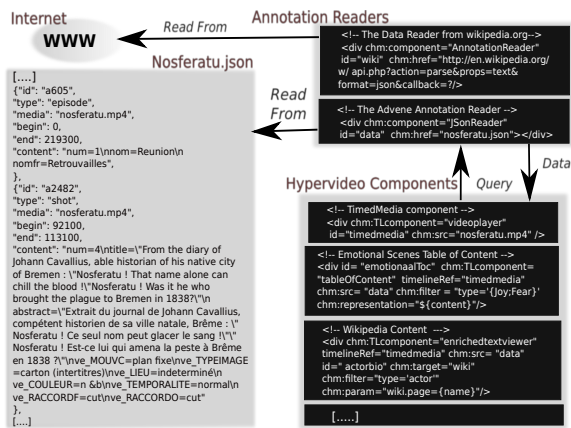 Internet
WWW
Read From
Annotation Readers
<!-- The Data Reader from wikipedia.org-->
<div chm:component="AnnotationReader"
id="wiki" chm:href="http://en.wikipedia.org/
w/ api.php?action=parse&props=text&
format=json&callback=?/>
Nosferatu.json
[....]
{"id": "a605",
"type": "episode",
"media": "nosferatu.mp4",
"begin": 0,
"end": 219300,
"content": "num=1\nnom=Reunion\n
nomfr=Retrouvailles",
},
{"id": "a2482",
"type": "shot",
"media": "nosferatu.mp4",
"begin": 92100,
"end": 113100,
"content": "num=4\ntitle=\"From the diary of
Johann Cavallius, able historian of his native city
of Bremen : \"Nosferatu ! That name alone can
chill the blood !\"Nosferatu ! Was it he who
brought the plague to Bremen in 1838?\"\n
abstract=\"Extrait du journal de Johann Cavallius,
compétent historien de sa ville natale, Brême : \"
Nosferatu ! Ce seul nom peut glacer le sang !\"\"
Nosferatu ! Est-ce lui qui amena la peste à Brême
en 1838 ?\"\nve_MOUVC=plan fixe\nve_TYPEIMAGE
=carton (intertitres)\nve_LIEU=indeterminé\n
ve_COULEUR=n &b\nve_TEMPORALITE=normal\n
ve_RACCORDF=cut\nve_RACCORDO=cut"
},
[....]
Read
From
<!-- The Advene Annotation Reader -->
<div chm:component="JSonReader"
id="data" chm:href="nosferatu.json"></div>
Data
Query
Hypervideo Components
<!-- TimedMedia component -->
<div chm:TLcomponent="videoplayer"
id="timedmedia" chm:src="nosferatu.mp4" />
<!-- Emotional Scenes Table of Content -->
<div id= "emotionaalToc" chm:TLcomponent=
"tableOfContent" timelineRef="timedmedia"
chm:src= "data" chm:filter = "type='{Joy;Fear}'
chm:representation="${content}"/>
<!-- Wikipedia Content --->
<div chm:TLcomponent="enrichedtextviewer"
timelineRef="timedmedia" chm:src= "data"
id=" actorbio" chm:target="wiki"
chm:filter="type='actor'"
chm:param="wiki.page={name}"/>
[.....]